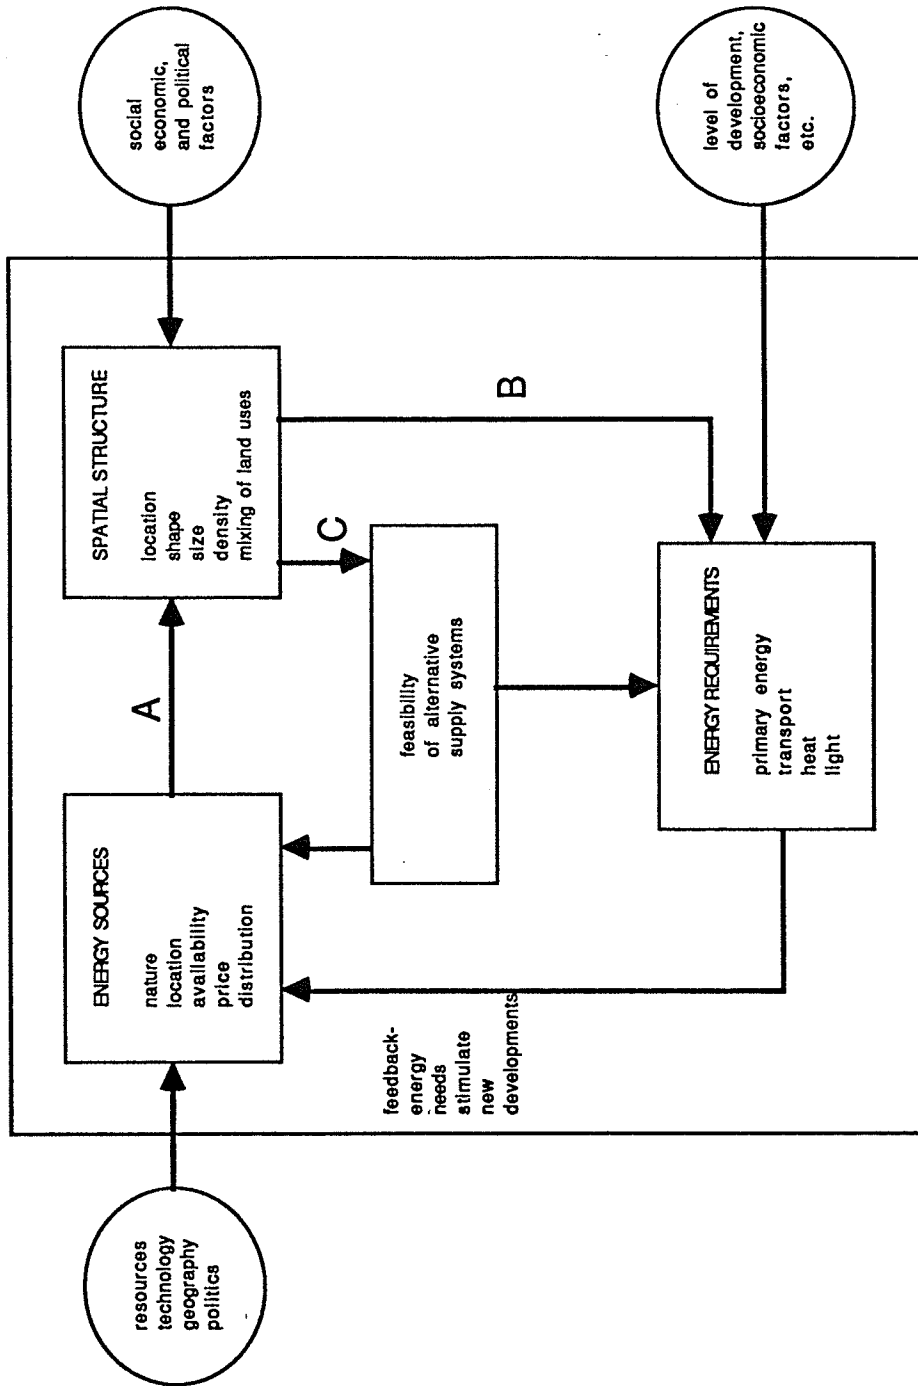 resources
technology
geography
politics
ENERGY SOURCES
nature
location
availability
price
distribution
A
SPATIAL STRUCTURE
location
shape
size
density
mixing of land uses
social
economic,
and political
factors
feedback-
energy
needs
stimulate
new
developments
feasibility
of alternative
supply systems
C
B
ENERGY REQUIREMENTS
primary energy
transport
heat
light
level of
development,
socioeconomic
factors,
etc.